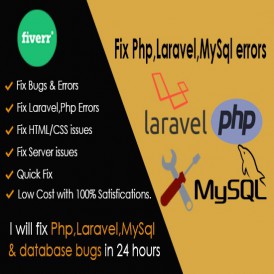 fiverr
Fix Php,Laravel,MySql errors
✓ Fix Bugs & Errors
✓ Fix Laravel,Php Errors
✓ Fix HTML/CSS issues
✓ Fix Server issues
✓ Quick Fix
✓ Low Cost with 100% Satisfications.
laravel
php
MySQL
I will fix Php,Laravel,MySql
& database bugs in 24 hours